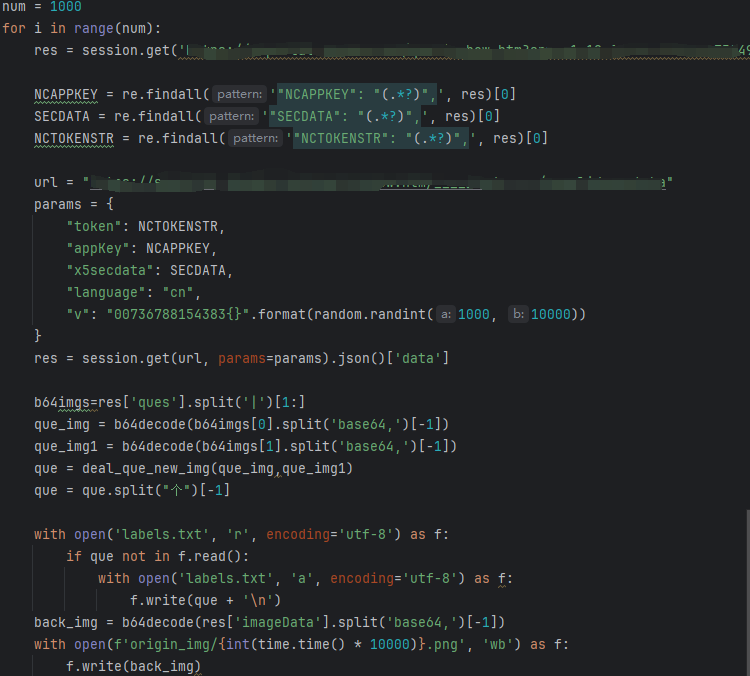 num = 1000
for i in range(num):
res = session.get('
NCAPPKEY = re.findall( pattern: '"NCAPPKEY": "(.*?)",', res)[0]
SECDATA = re.findall( pattern: '"SECDATA": "(.*?)",', res)[0]
NCTOKENSTR = re.findall( pattern: '"NCTOKENSTR": "(.*?)",', res)[0]
url = "
params = {
"token": NCTOKENSTR,
"appKey": NCAPPKEY,
"x5secdata": SECDATA,
"language": "cn",
"v": "00736788154383{}".format(random.randint( a: 1000, b: 10000))
}
res = session.get(url, params=params).json()['data']
b64imgs=res['ques'].split('|')[1:]
que_img = b64decode(b64imgs[0].split('base64,')[-1])
que_img1 = b64decode(b64imgs[1].split('base64,')[-1])
que = deal_que_new_img(que_img,que_img1)
que = que.split("个")[-1]
with open('labels.txt', 'r', encoding='utf-8') as f:
if que not in f.read():
with open('labels.txt', 'a', encoding='utf-8') as f:
f.write(que + '\n')
back_img = b64decode(res['imageData'].split('base64,')[-1])
with open(f'origin_img/{int(time.time() * 10000)}.png', 'wb') as f:
f.write(back_img)